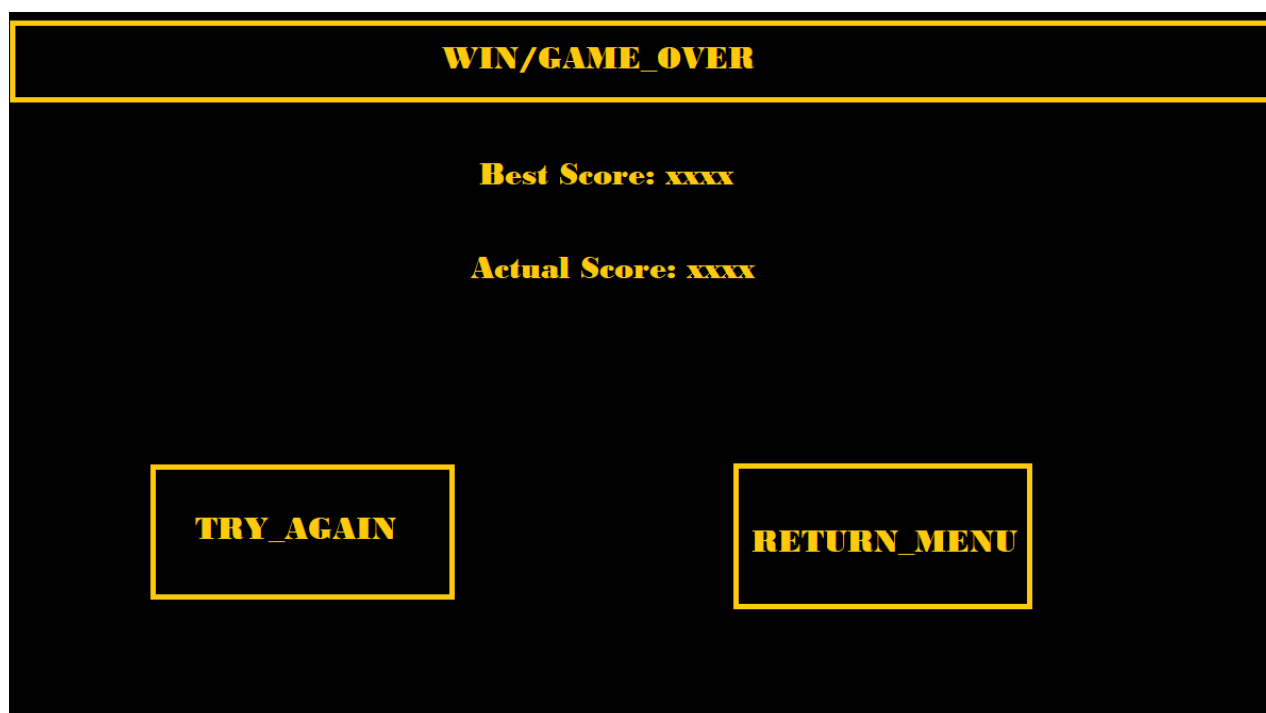 WIN/GAME_OVER
Best Score: xxxx
Actual Score: xxxx
TRY_AGAIN
RETURN_MENU